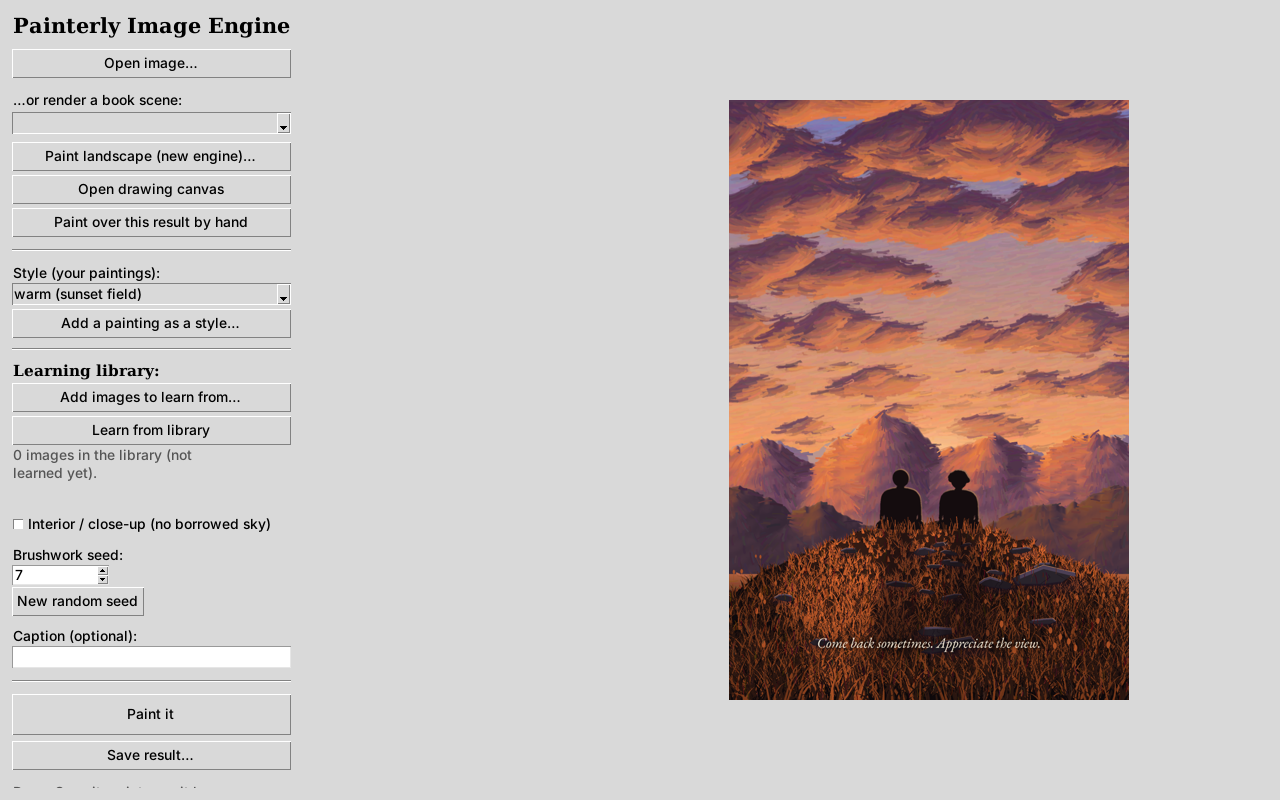 Painterly Image Engine
Open image...
...or render a book scene:
Paint landscape (new engine)...
Open drawing canvas
Paint over this result by hand
Style (your paintings):
warm (sunset field)
Add a painting as a style...
Learning library:
Add images to learn from...
Learn from library
0 images in the library (not
learned yet).
Interior / close-up (no borrowed sky)
Brushwork seed:
7
New random seed
Caption (optional):
Paint it
Save result...
Come back sometimes. Appreciate the view.